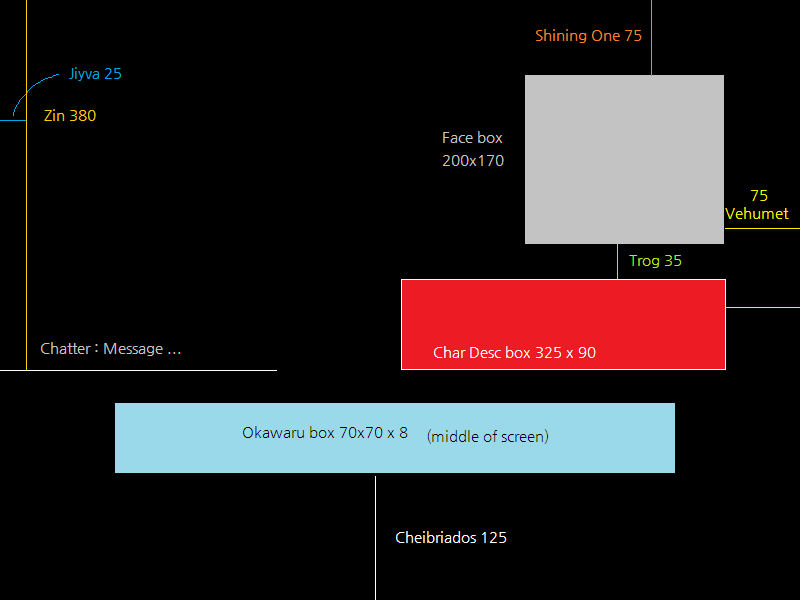 Shining One 75
Jiyva 25
Zin 380
Face box
200x170
75
Vehumet
Trog 35
Chatter : Message ...
Char Desc box 325 x 90
Okawaru box 70x70 x 8 (middle of screen)
Cheibriados 125